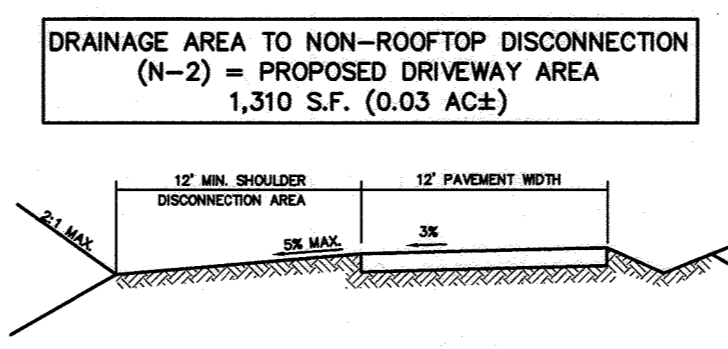 DRAINAGE AREA TO NON-ROOFTOP DISCONNECTION
(N-2) = PROPOSED DRIVEWAY AREA
1,310 S.F. (0.03 AC±)
12' MIN. SHOULDER
DISCONNECTION AREA
12' PAVEMENT WIDTH
2:1 MAX.
5% MAX.
3%